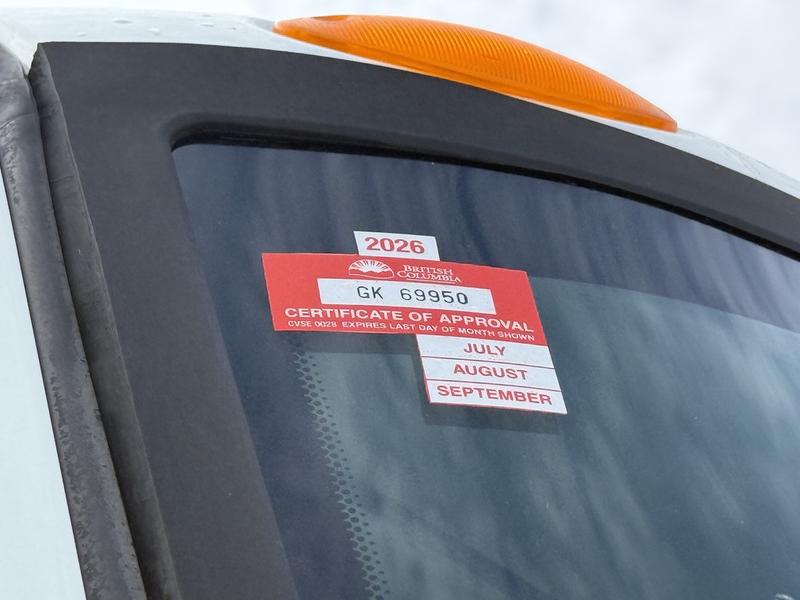 2026
BRITISH
COLUMBIA
GK 69950
CERTIFICATE OF APPROVAL
CVSE 0028 EXPIRES LAST DAY OF MONTH SHOWN
JULY
AUGUST
SEPTEMBER